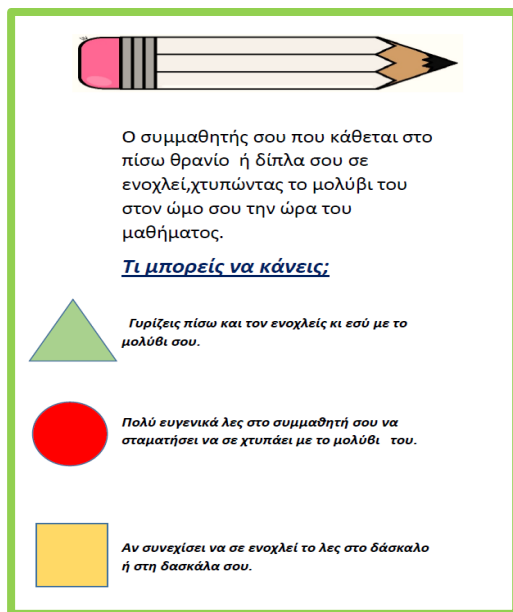 Ο συμμαθητής σου που κάθεται στο
πίσω θρανίο ή δίπλα σου σε
ενοχλεί,χτυπώντας το μολύβι του
στον ώμο σου την ώρα του
μαθήματος.
Τι μπορείς να κάνεις;
Γυρίζεις πίσω και τον ενοχλείς κι εσύ με το
μολύβι σου.
Πολύ ευγενικά λες στο συμμαθητή σου να
σταματήσει να σε χτυπάει με το μολύβι του.
Αν συνεχίσει να σε ενοχλεί το λες στο δάσκαλο
ή στη δασκάλα σου.